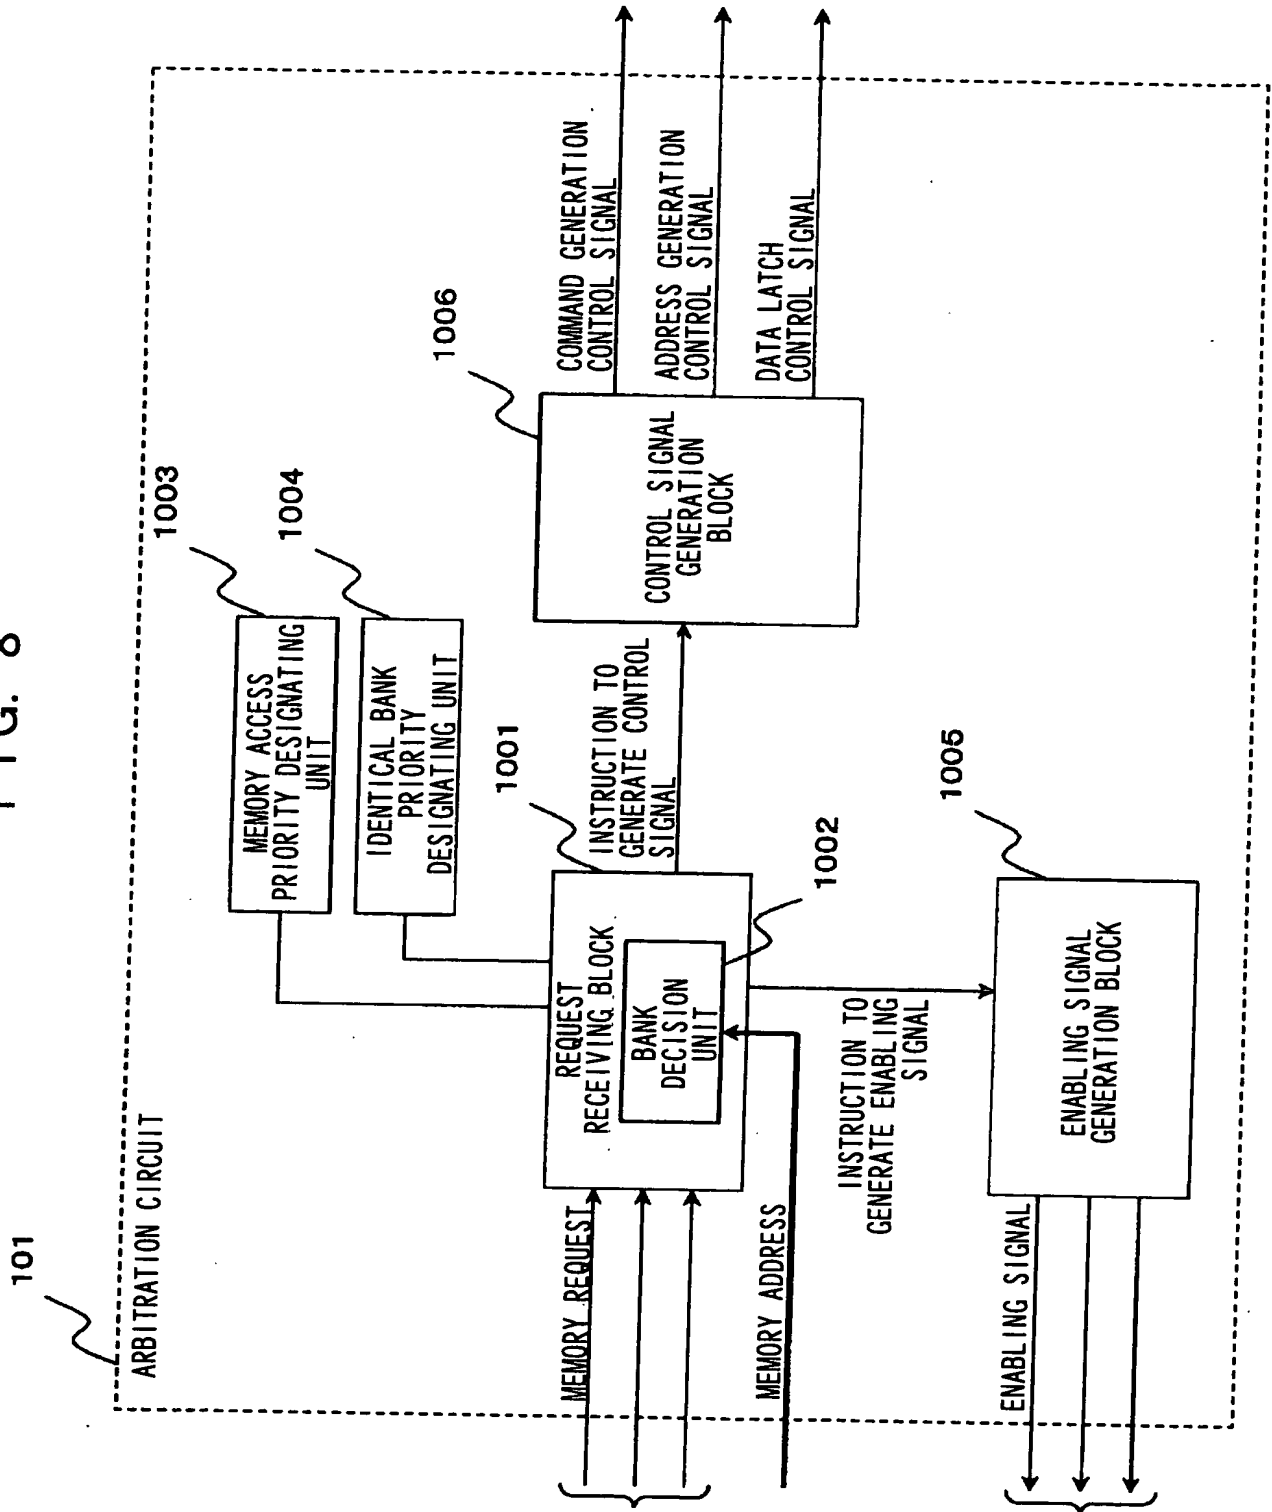 FIG. 8
101
ARBITRATION CIRCUIT
1003
MEMORY ACCESS
PRIORITY DESIGNATING
UNIT
1004
IDENTICAL BANK
PRIORITY
DESIGNATING UNIT
1001
REQUEST
RECEIVING BLOCK
BANK
DECISION
UNIT
1002
MEMORY REQUEST
MEMORY ADDRESS
INSTRUCTION TO
GENERATE CONTROL
SIGNAL
1006
CONTROL SIGNAL
GENERATION
BLOCK
COMMAND GENERATION
CONTROL SIGNAL
ADDRESS GENERATION
CONTROL SIGNAL
DATA LATCH
CONTROL SIGNAL
INSTRUCTION TO
GENERATE ENABLING
SIGNAL
1005
ENABLING SIGNAL
GENERATION BLOCK
ENABLING SIGNAL